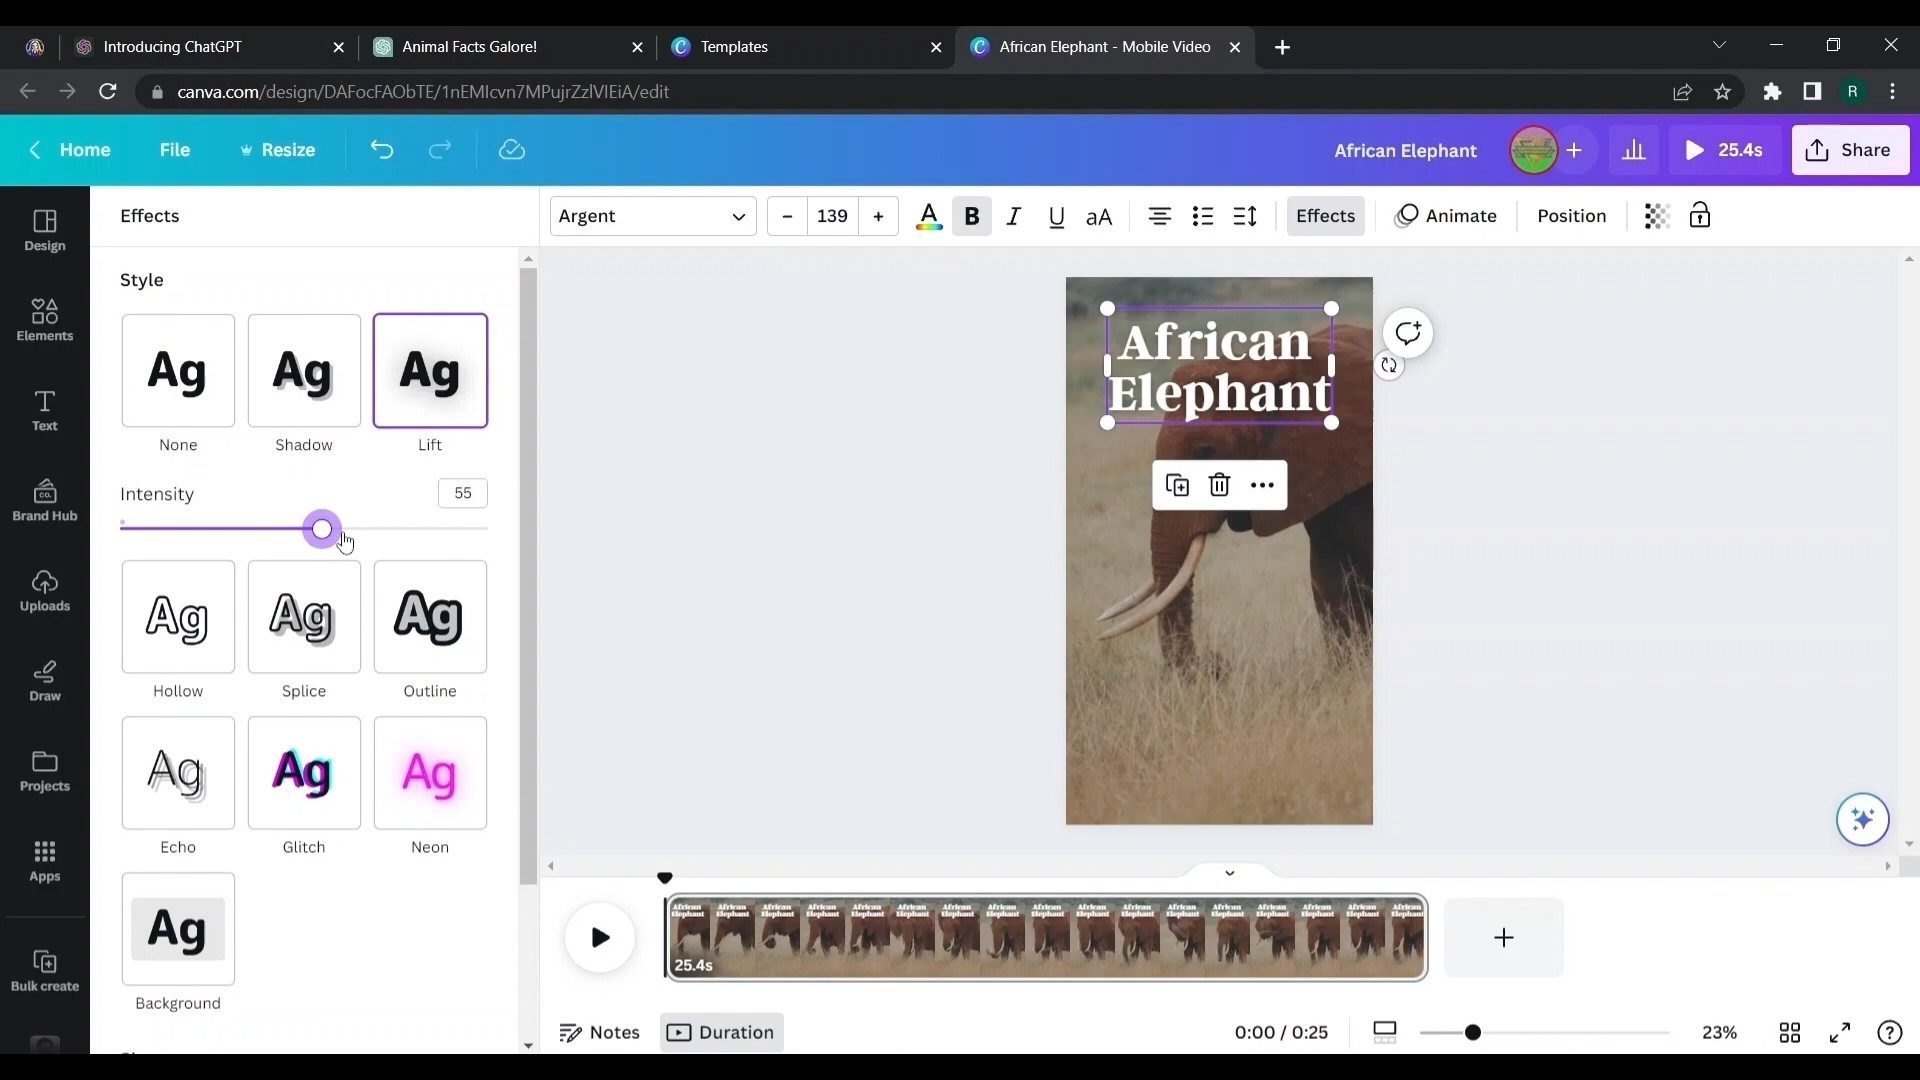 Introducing ChatGPT
Animal Facts Galore!
Templates
African Elephant - Mobile Video
canva.com/design/DAFocFAObTE/1nEMlcvn7MPujrZzlVIEiA/edit
R
Home
File
Resize
African Elephant
25.4s
Share
Design
Elements
Text
Brand Hub
Uploads
Draw
Projects
Apps
Bulk create
Effects
Style
Ag
Ag
Ag
None
Shadow
Lift
Intensity
55
Ag
Ag
Ag
Hollow
Splice
Outline
Ag
Ag
Ag
Echo
Glitch
Neon
Ag
Background
Argent
- 139 +
A
B
I
U
aA
Effects
Animate
Position
African
Elephant
25.4s
Notes
Duration
0:00 / 0:25
23%